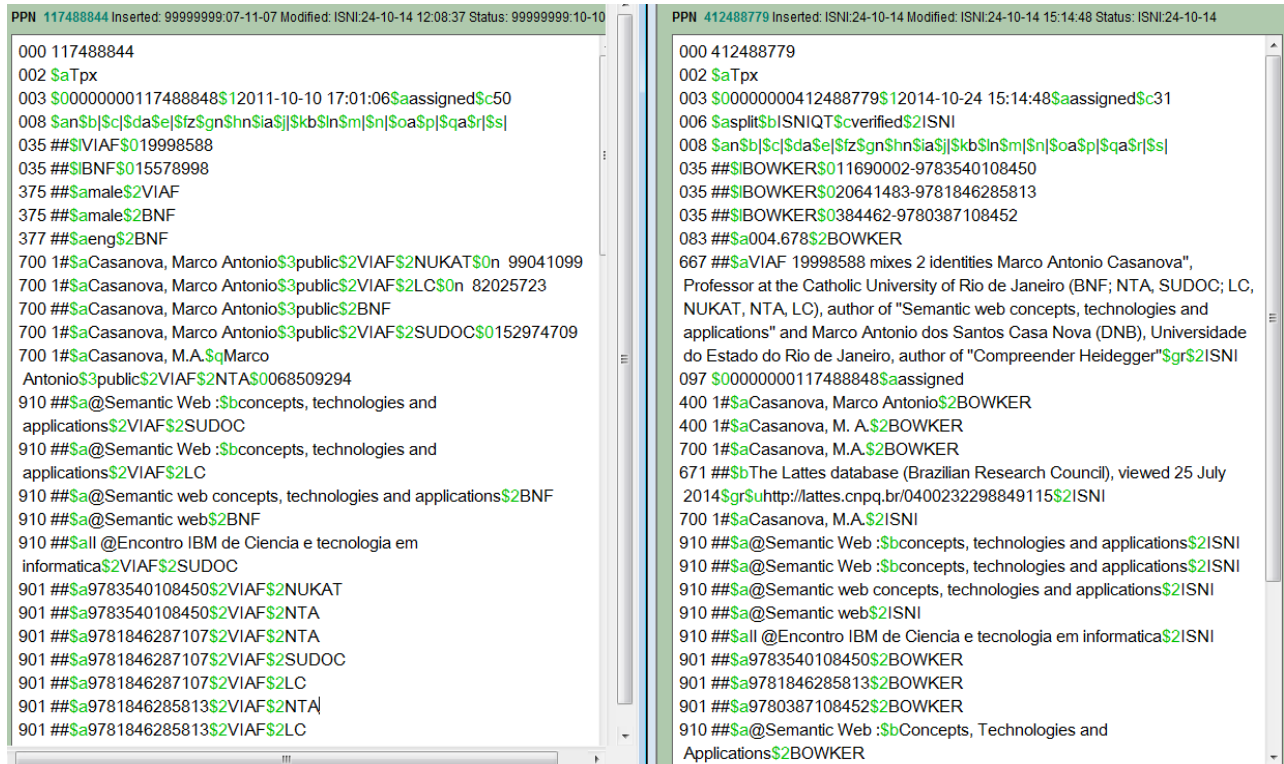 PPN 117488844 Inserted: 99999999:07-11-07 Modified: ISNI:24-10-14 12:08:37 Status: 99999999:10-10
000 117488844
002 $aTpx
003 $00000000117488848$12011-10-10 17:01:06$aassigned$c50
008 $an$b|$c|$da$e|$fz$gn$hn$ia$j|$kb$ln$m|$n|$oa$p|$qa$r|$s|
035 ##$lVIAF$019998588
035 ##$lBNF$015578998
375 ##$amale$2VIAF
375 ##$amale$2BNF
377 ##$aeng$2BNF
700 1#$aCasanova, Marco Antonio$3public$2VIAF$2NUKAT$0n  99041099
700 1#$aCasanova, Marco Antonio$3public$2VIAF$2LC$0n  82025723
700 ##$aCasanova, Marco Antonio$3public$2BNF
700 1#$aCasanova, Marco Antonio$3public$2VIAF$2SUDOC$0152974709
700 1#$aCasanova, M.A.$qMarco
Antonio$3public$2VIAF$2NTA$0068509294
910 ##$a@Semantic Web :$bconcepts, technologies and
applications$2VIAF$2SUDOC
910 ##$a@Semantic Web :$bconcepts, technologies and
applications$2VIAF$2LC
910 ##$a@Semantic web concepts, technologies and applications$2BNF
910 ##$a@Semantic web$2BNF
910 ##$aII @Encontro IBM de Ciencia e tecnologia em
informatica$2VIAF$2SUDOC
901 ##$a9783540108450$2VIAF$2NUKAT
901 ##$a9783540108450$2VIAF$2NTA
901 ##$a9781846287107$2VIAF$2NTA
901 ##$a9781846287107$2VIAF$2SUDOC
901 ##$a9781846287107$2VIAF$2LC
901 ##$a9781846285813$2VIAF$2NTA
901 ##$a9781846285813$2VIAF$2LC
PPN 412488779 Inserted: ISNI:24-10-14 Modified: ISNI:24-10-14 15:14:48 Status: ISNI:24-10-14
000 412488779
002 $aTpx
003 $00000000412488779$12014-10-24 15:14:48$aassigned$c31
006 $asplit$bISNIQT$cverified$2ISNI
008 $an$b|$c|$da$e|$fz$gn$hn$ia$j|$kb$ln$m|$n|$oa$p|$qa$r|$s|
035 ##$lBOWKER$011690002-9783540108450
035 ##$lBOWKER$020641483-9781846285813
035 ##$lBOWKER$0384462-9780387108452
083 ##$a004.678$2BOWKER
667 ##$aVIAF 19998588 mixes 2 identities Marco Antonio Casanova",
Professor at the Catholic University of Rio de Janeiro (BNF; NTA, SUDOC; LC,
NUKAT, NTA, LC), author of "Semantic web concepts, technologies and
applications" and Marco Antonio dos Santos Casa Nova (DNB), Universidade
do Estado do Rio de Janeiro, author of "Compreender Heidegger"$gr$2ISNI
097 $00000000117488848$aassigned
400 1#$aCasanova, Marco Antonio$2BOWKER
400 1#$aCasanova, M. A.$2BOWKER
700 1#$aCasanova, M.A.$2BOWKER
671 ##$bThe Lattes database (Brazilian Research Council), viewed 25 July
2014$gr$uhttp://lattes.cnpq.br/0400232298849115$2ISNI
700 1#$aCasanova, M.A.$2ISNI
910 ##$a@Semantic Web :$bconcepts, technologies and applications$2ISNI
910 ##$a@Semantic Web :$bconcepts, technologies and applications$2ISNI
910 ##$a@Semantic web concepts, technologies and applications$2ISNI
910 ##$a@Semantic web$2ISNI
910 ##$aII @Encontro IBM de Ciencia e tecnologia em informatica$2ISNI
901 ##$a9783540108450$2BOWKER
901 ##$a9781846285813$2BOWKER
901 ##$a9780387108452$2BOWKER
910 ##$a@Semantic Web :$bConcepts, Technologies and
Applications$2BOWKER